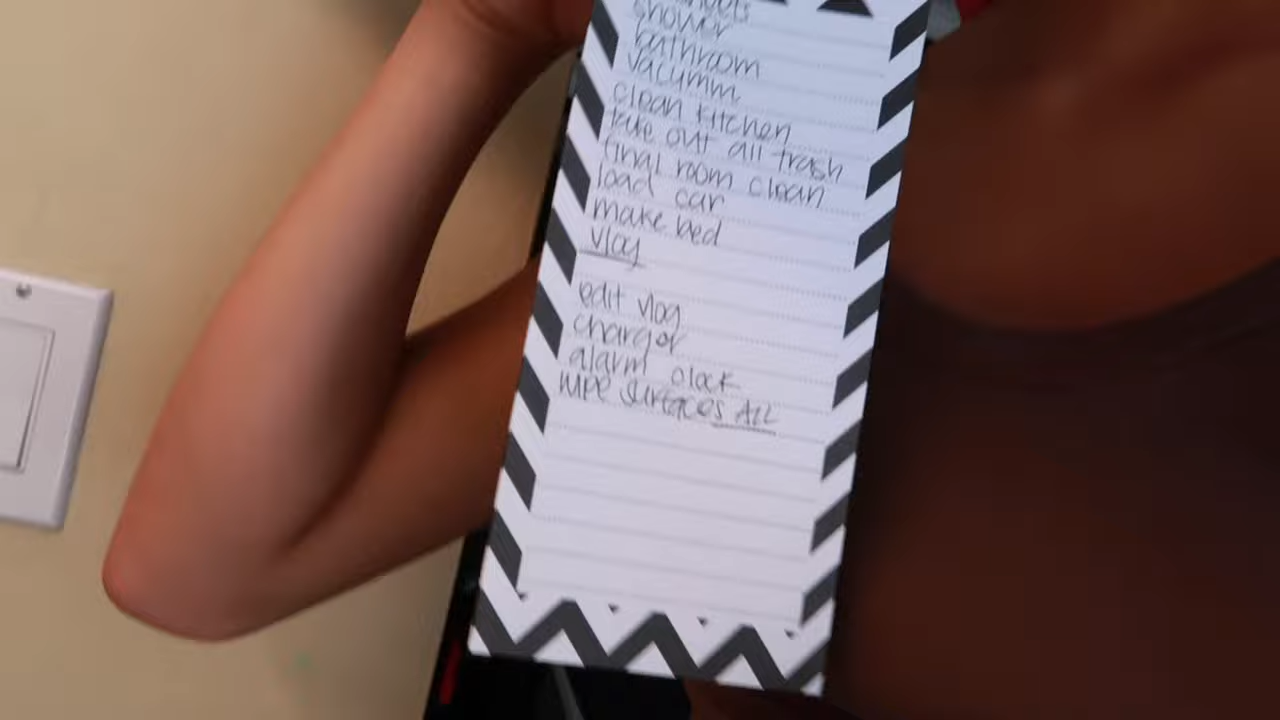 shower
bathroom
vacumm
clean kitchen
take out all trash
final room clean
load car
make bed
vlog
edit vlog
charger
alarm clock
wipe surfaces ALL